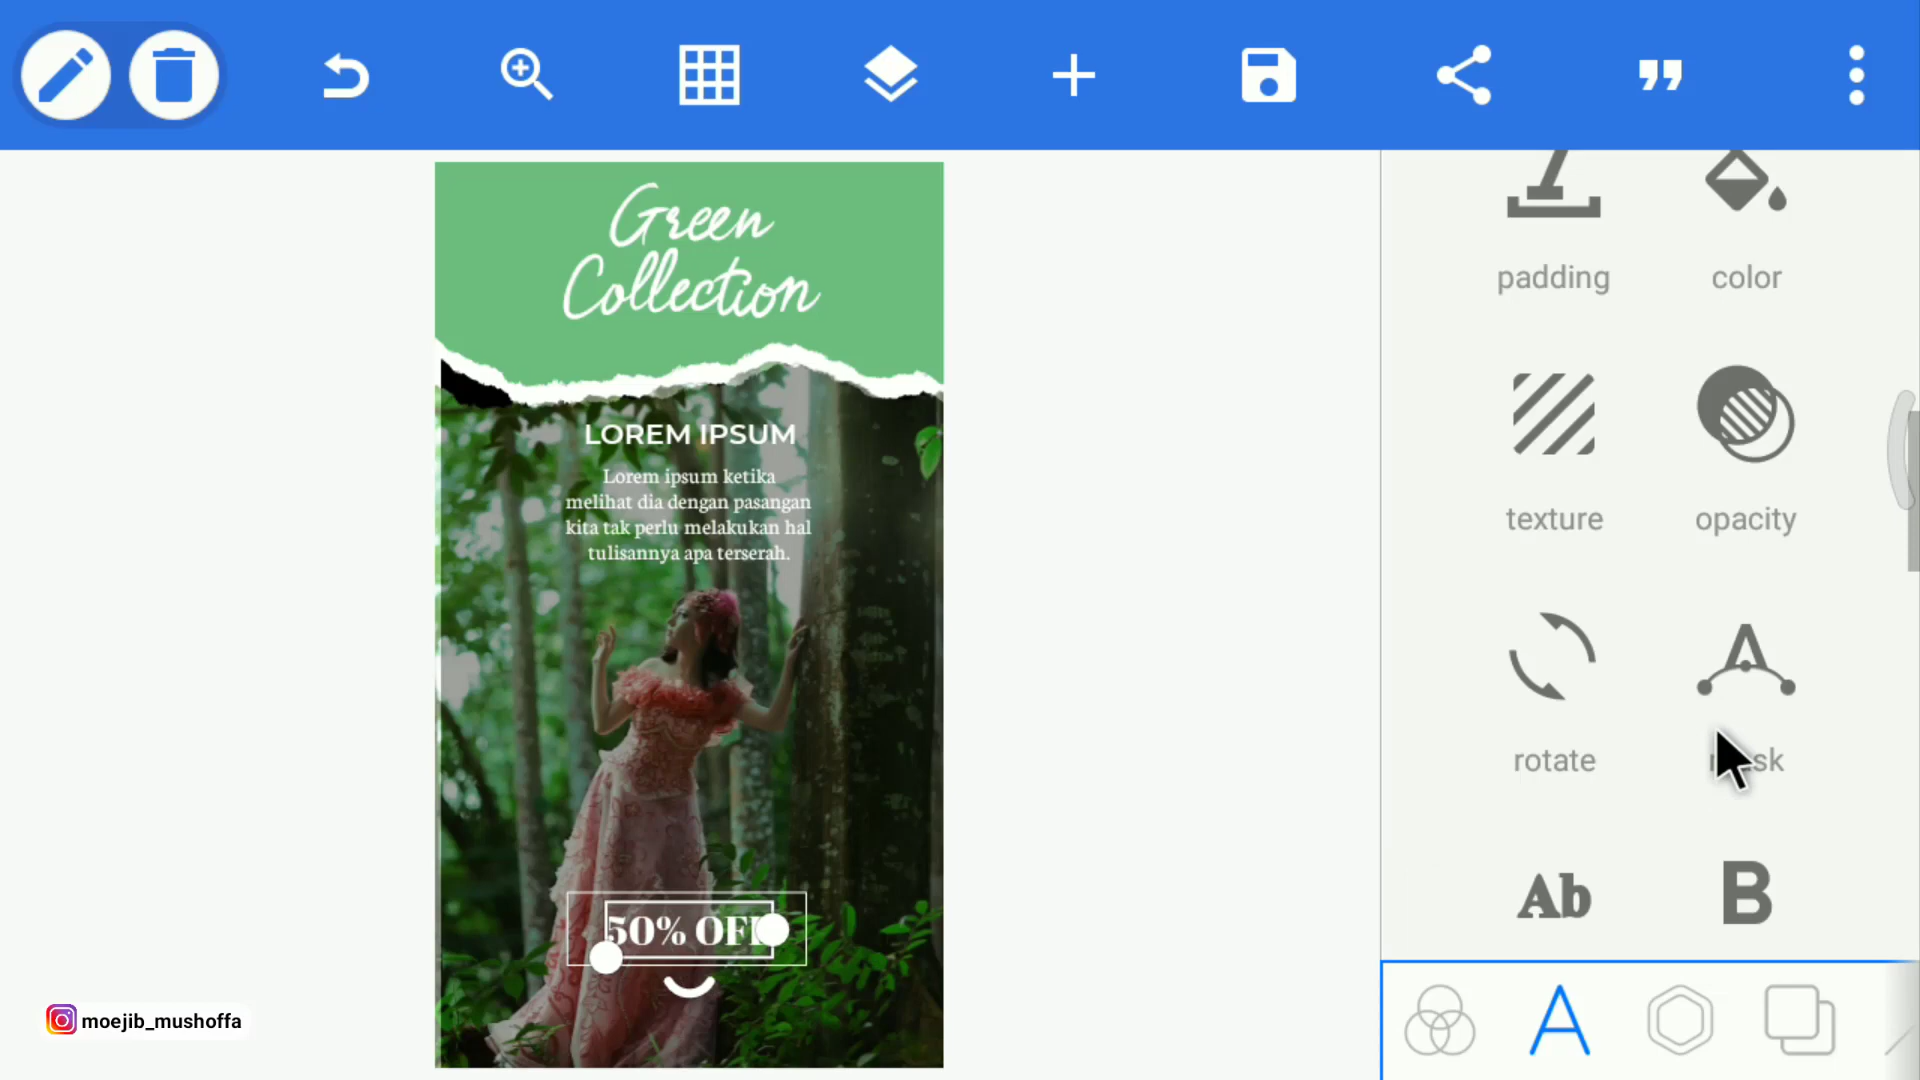 Green
Collection
LOREM IPSUM
Lorem ipsum ketika
melihat dia dengan pasangan
kita tak perlu melakukan hal
tulisannya apa terserah.
50% OFF
padding
color
texture
opacity
rotate
Ab
B
moejib_mushoffa